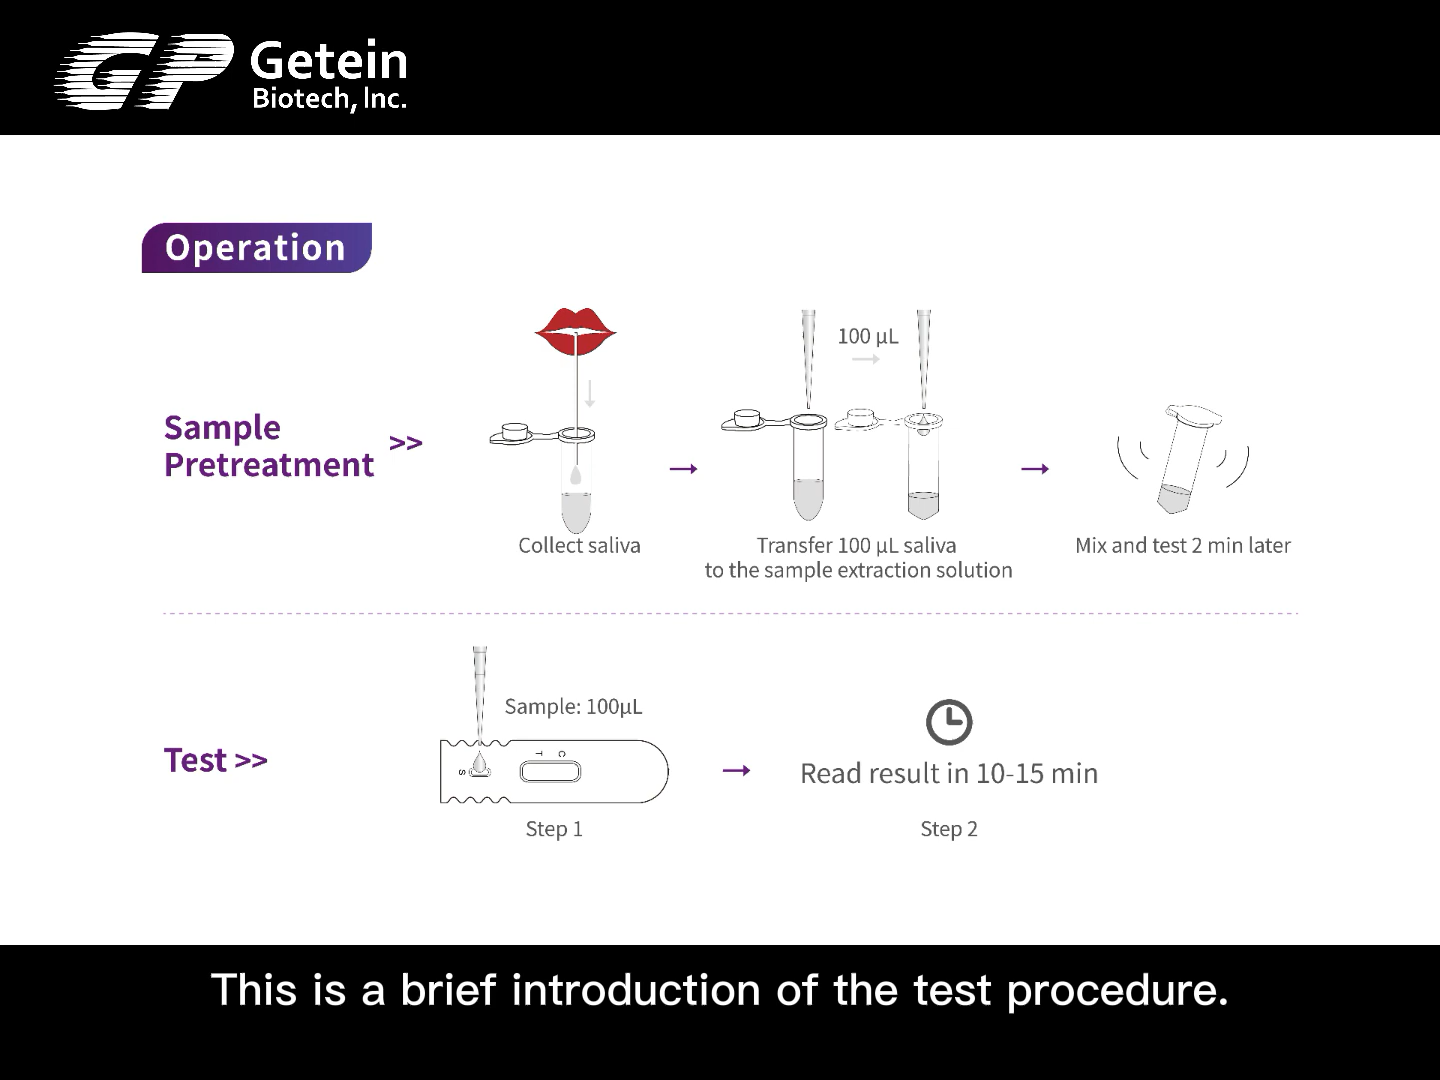 GP Getein
Biotech, Inc.
Operation
Sample
Pretreatment >>
100 µL
Collect saliva
Transfer 100 µL saliva
to the sample extraction solution
Mix and test 2 min later
Test >>
Sample: 100µL
S T C
Step 1
Read result in 10-15 min
Step 2
This is a brief introduction of the test procedure.